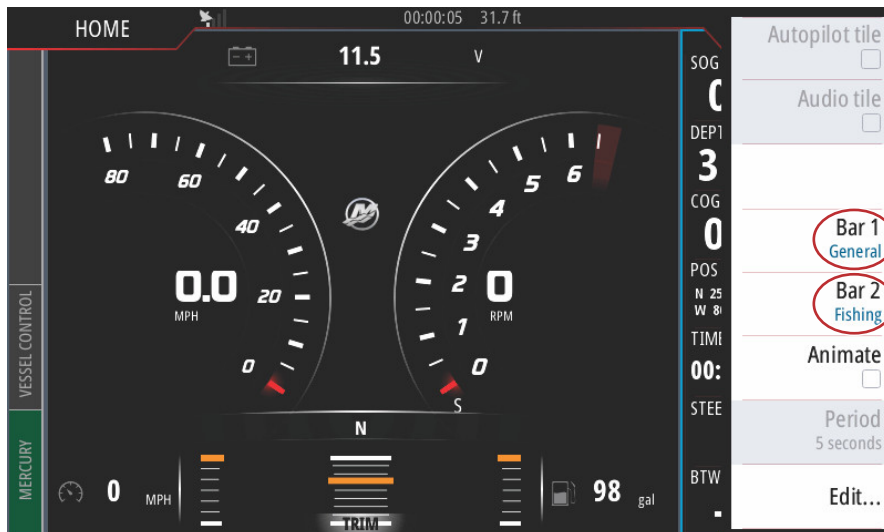 HOME
00:00:05 31.7 ft
11.5 V
80
60
40
20
0
0.0
MPH
6
5
4
3
2
1
0
0
RPM
S
N
0 MPH
TRIM
98 gal
VESSEL CONTROL
MERCURY
SOG
0
DEPT
3
COG
0
POS
N 25
W 80
TIME
00:
STEE
BTW
-
Autopilot tile
Audio tile
Bar 1
General
Bar 2
Fishing
Animate
Period
5 seconds
Edit...